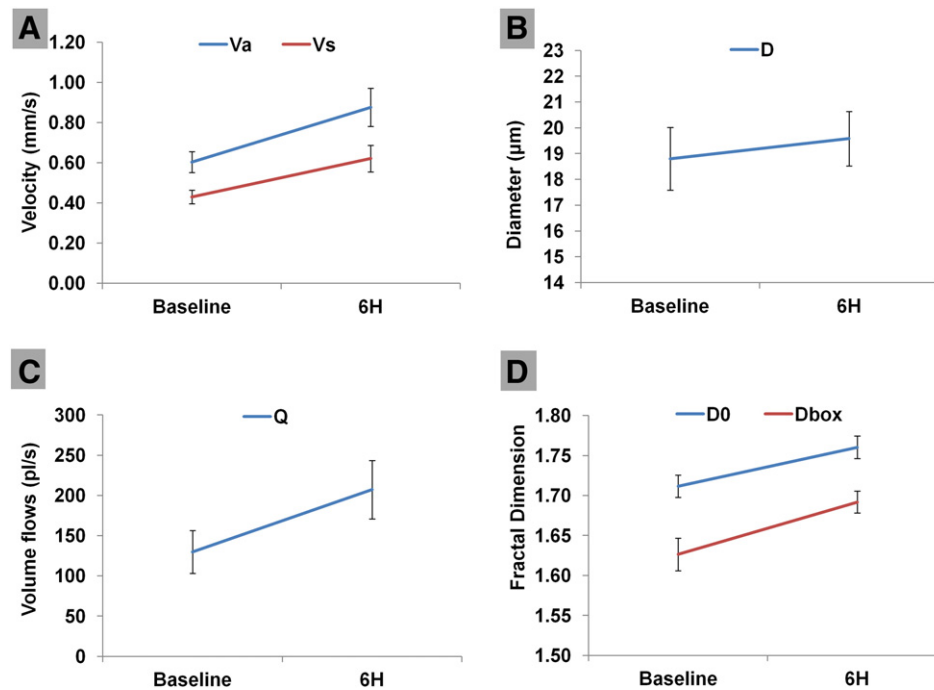 A
Va Vs
Velocity (mm/s)
1.20
1.00
0.80
0.60
0.40
0.20
0.00
Baseline 6H
B
D
Diameter (µm)
23
22
21
20
19
18
17
16
15
14
Baseline 6H
C
Q
Volume flows (pl/s)
300
250
200
150
100
50
0
Baseline 6H
D
D0 Dbox
Fractal Dimension
1.80
1.75
1.70
1.65
1.60
1.55
1.50
Baseline 6H